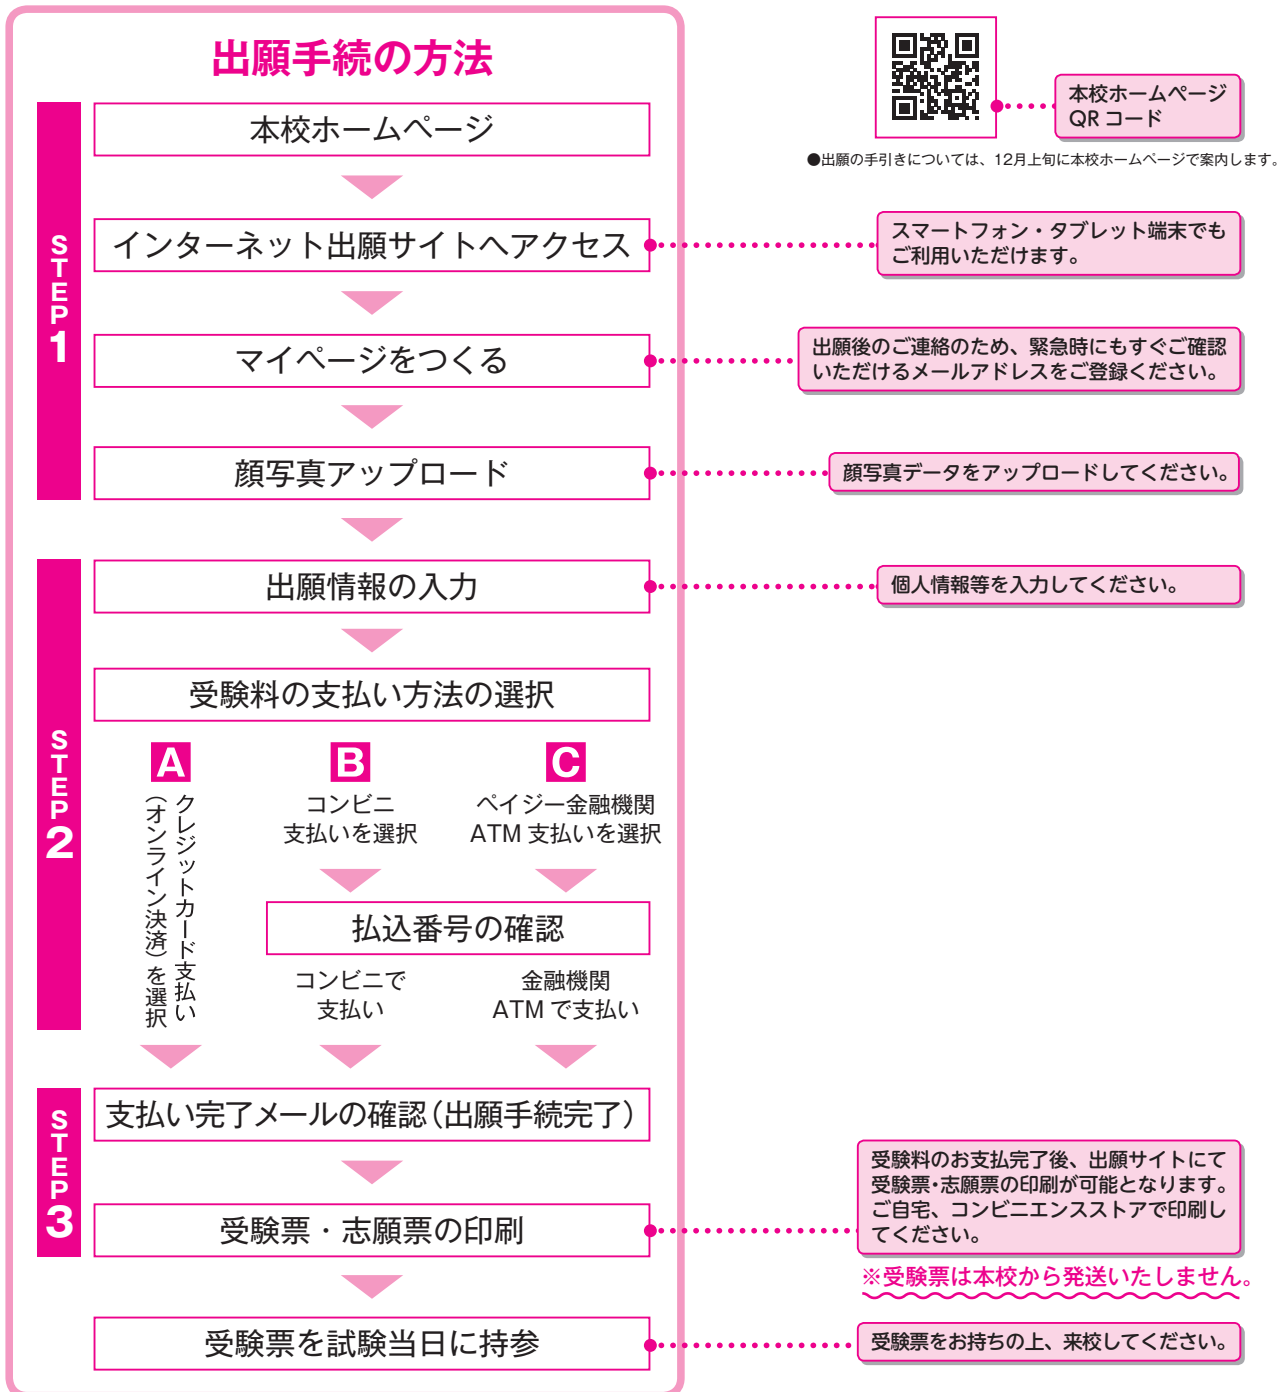 出願手続の方法
本校ホームページ
QR コード
●出願の手引きについては、12月上旬に本校ホームページで案内します。
STEP1
本校ホームページ
インターネット出願サイトへアクセス
スマートフォン・タブレット端末でも
ご利用いただけます。
マイページをつくる
出願後のご連絡のため、緊急時にもすぐご確認
いただけるメールアドレスをご登録ください。
顔写真アップロード
顔写真データをアップロードしてください。
STEP2
出願情報の入力
個人情報等を入力してください。
受験料の支払い方法の選択
A
クレジットカード支払い
（オンライン決済）を選択
B
コンビニ
支払いを選択
C
ペイジー金融機関
ATM 支払いを選択
払込番号の確認
コンビニで
支払い
金融機関
ATM で支払い
STEP3
支払い完了メールの確認（出願手続完了）
受験票・志願票の印刷
受験料のお支払完了後、出願サイトにて
受験票・志願票の印刷が可能となります。
ご自宅、コンビニエンスストアで印刷し
てください。
※受験票は本校から発送いたしません。
受験票を試験当日に持参
受験票をお持ちの上、来校してください。